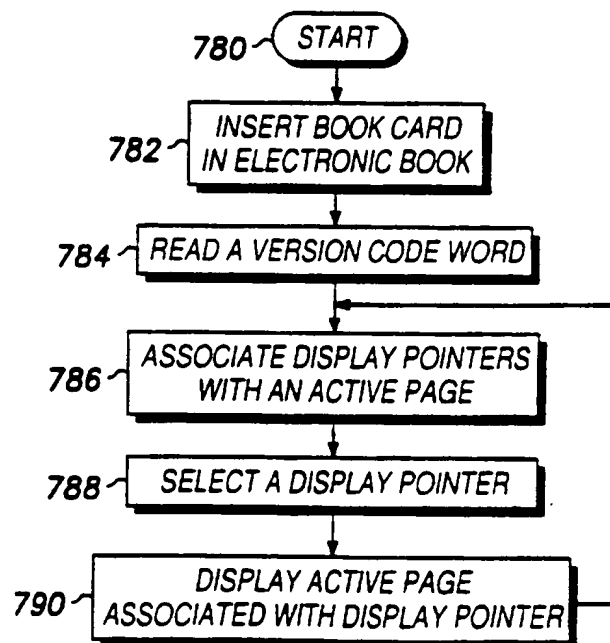 780 START
782 INSERT BOOK CARD
IN ELECTRONIC BOOK
784 READ A VERSION CODE WORD
786 ASSOCIATE DISPLAY POINTERS
WITH AN ACTIVE PAGE
788 SELECT A DISPLAY POINTER
790 DISPLAY ACTIVE PAGE
ASSOCIATED WITH DISPLAY POINTER